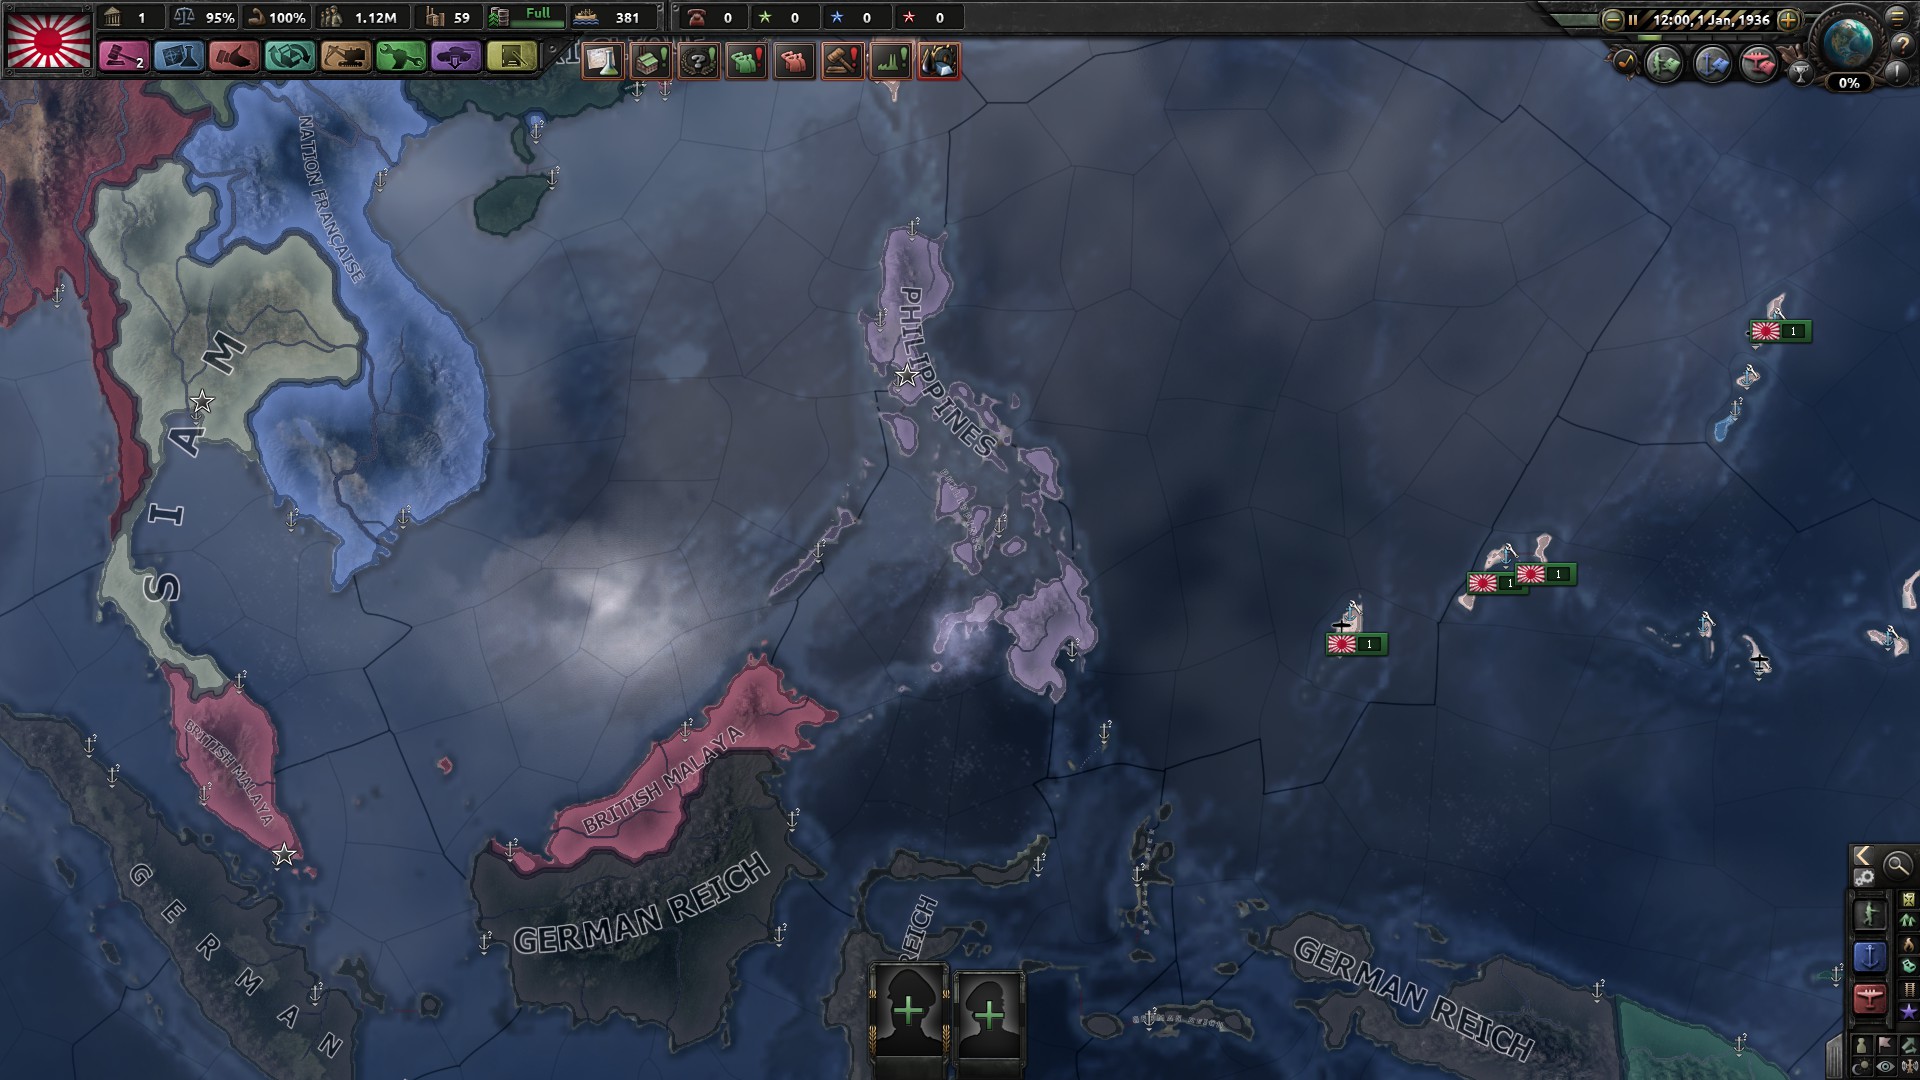 1
95%
100%
1.12M
59
Full
381
0
0
0
0
12:00, 1 Jan, 1936
2
0%
NATION FRANÇAISE
SIAM
PHILIPPINES
1
1
1
1
BRITISH MALAYA
BRITISH MALAYA
GERMAN
GERMAN REICH
REICH
GERMAN REICH
GERMAN REICH